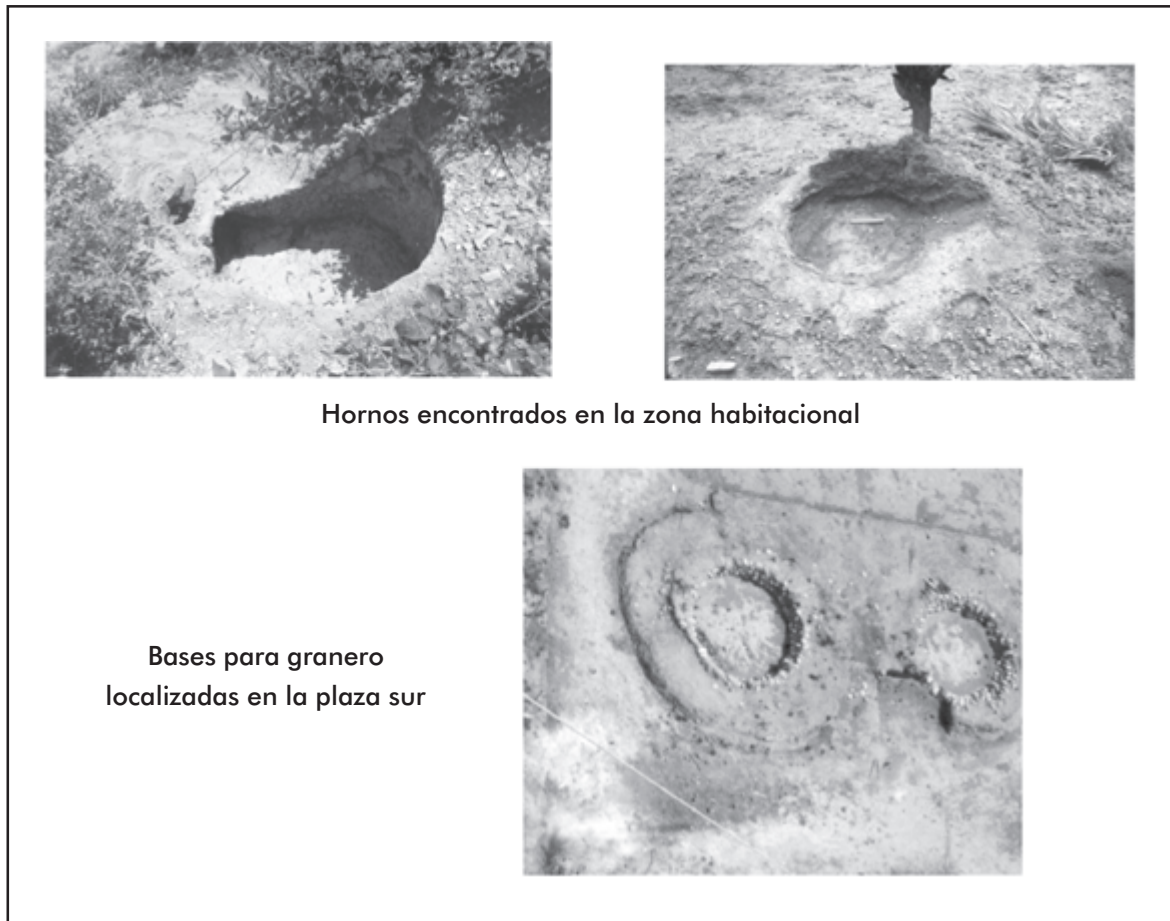 Hornos encontrados en la zona habitacional
Bases para granero
localizadas en la plaza sur